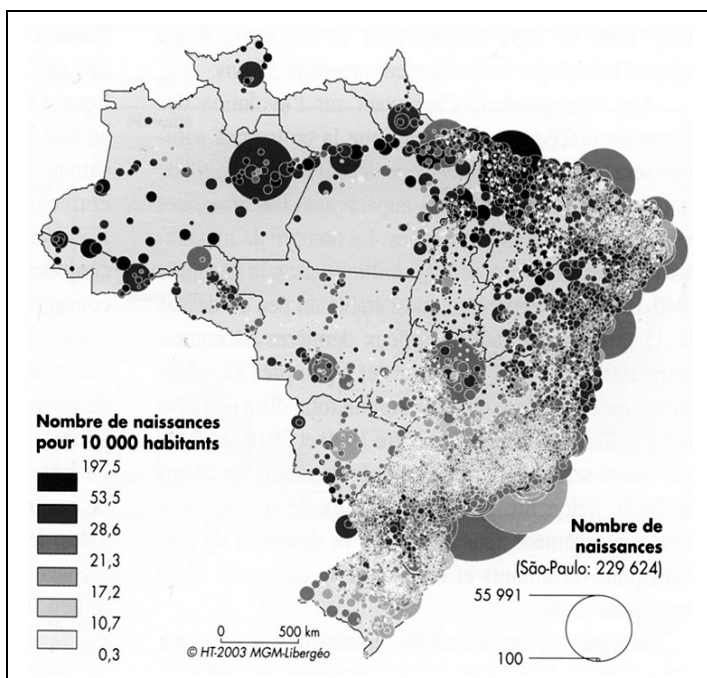 Nombre de naissances
pour 10 000 habitants
197,5
53,5
28,6
21,3
17,2
10,7
0,3
0 500 km
© HT-2003 MGM-Libergéo
Nombre de
naissances
(São-Paulo: 229 624)
55 991
100